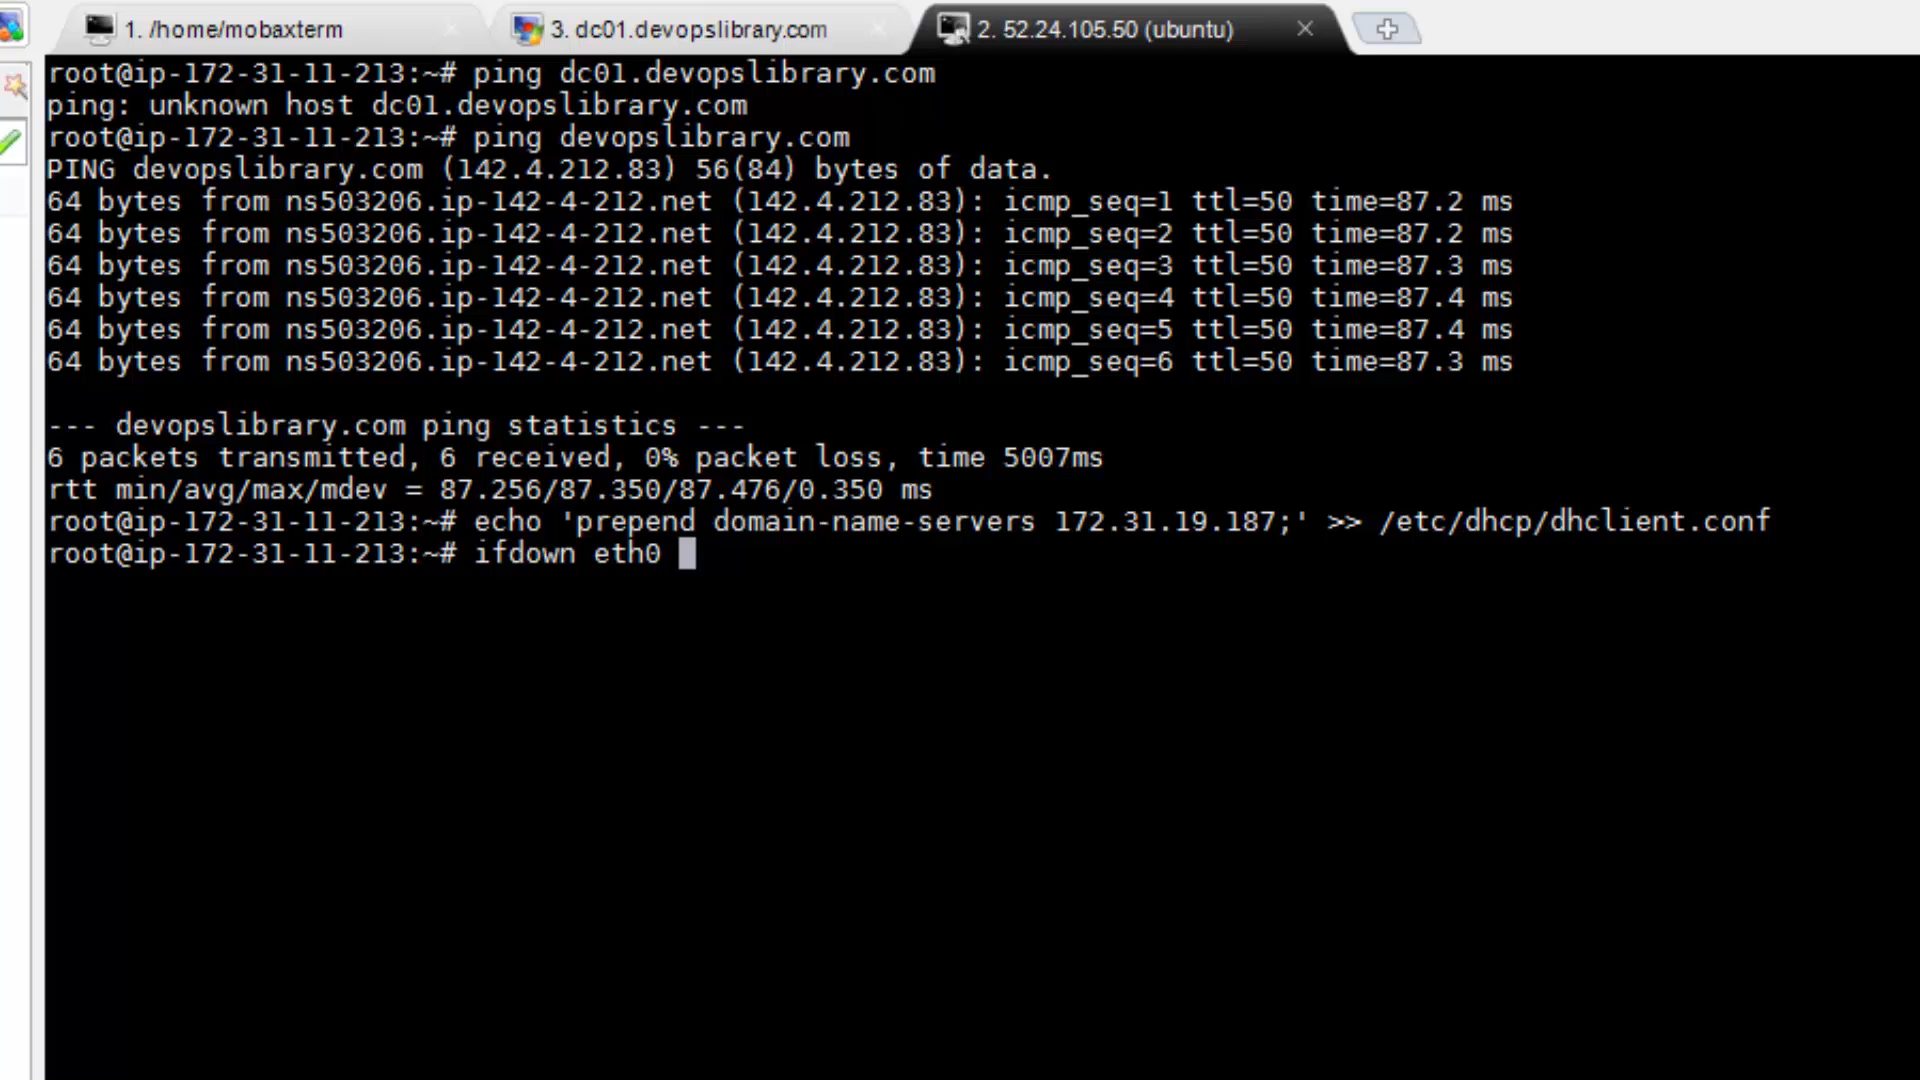 1. /home/mobaxterm
3. dc01.devopslibrary.com
2. 52.24.105.50 (ubuntu)
root@ip-172-31-11-213:~# ping dc01.devopslibrary.com
ping: unknown host dc01.devopslibrary.com
root@ip-172-31-11-213:~# ping devopslibrary.com
PING devopslibrary.com (142.4.212.83) 56(84) bytes of data.
64 bytes from ns503206.ip-142-4-212.net (142.4.212.83): icmp_seq=1 ttl=50 time=87.2 ms
64 bytes from ns503206.ip-142-4-212.net (142.4.212.83): icmp_seq=2 ttl=50 time=87.2 ms
64 bytes from ns503206.ip-142-4-212.net (142.4.212.83): icmp_seq=3 ttl=50 time=87.3 ms
64 bytes from ns503206.ip-142-4-212.net (142.4.212.83): icmp_seq=4 ttl=50 time=87.4 ms
64 bytes from ns503206.ip-142-4-212.net (142.4.212.83): icmp_seq=5 ttl=50 time=87.4 ms
64 bytes from ns503206.ip-142-4-212.net (142.4.212.83): icmp_seq=6 ttl=50 time=87.3 ms
--- devopslibrary.com ping statistics ---
6 packets transmitted, 6 received, 0% packet loss, time 5007ms
rtt min/avg/max/mdev = 87.256/87.350/87.476/0.350 ms
root@ip-172-31-11-213:~# echo 'prepend domain-name-servers 172.31.19.187;' >> /etc/dhcp/dhclient.conf
root@ip-172-31-11-213:~# ifdown eth0